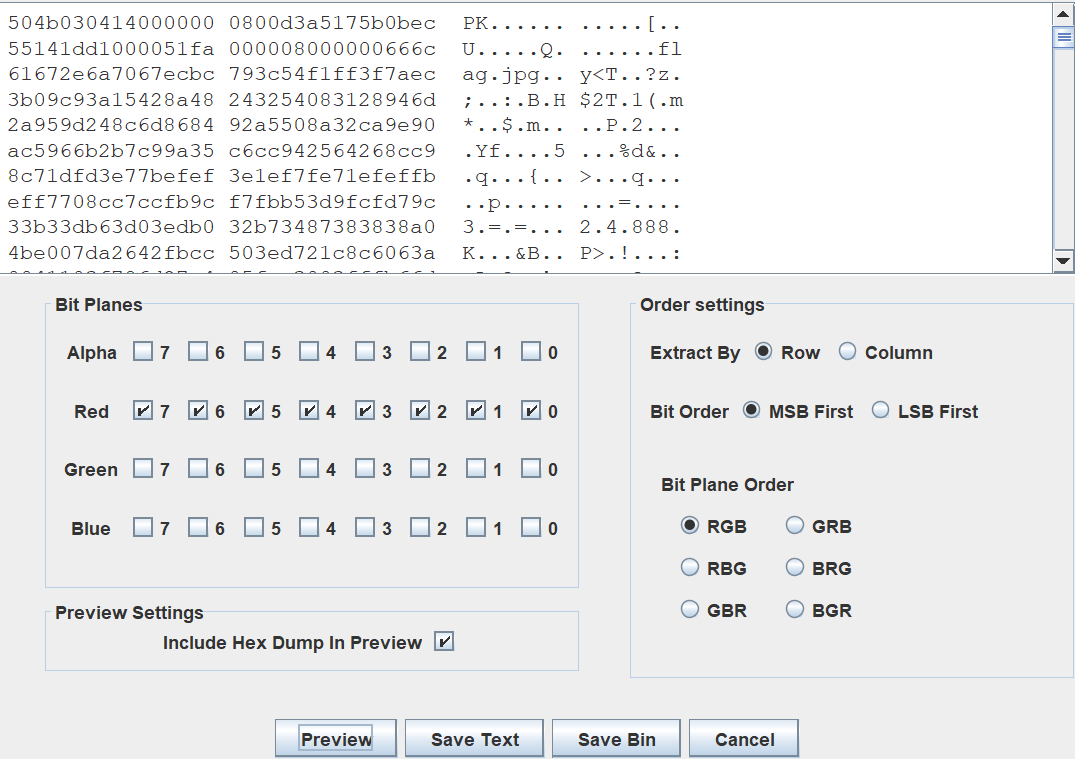 504b030414000000 0800d3a5175b0bec PK...... .....[..
55141dd1000051fa 000008000000666c U.....Q. ......fl
61672e6a7067ecbc 793c54f1ff3f7aec ag.jpg.. y<T..?z.
3b09c93a15428a48 243254083128946d ;..:.B.H $2T.1(.m
2a959d248c6d8684 92a5508a32ca9e90 *..$.m.. ..P.2...
ac5966b2b7c99a35 c6cc942564268cc9 .Yf....5 ...%d&..
8c71dfd3e77befef 3e1ef7fe71efeffb .q...{.. >...q...
eff7708cc7ccfb9c f7fbb53d9fcfd79c ..p..... ...=....
33b33db63d03edb0 32b73487383838a0 3.=.=... 2.4.888.
4be007da2642fbcc 503ed721c8c6063a K...&B.. P>.!...:
Bit Planes
Alpha 7 6 5 4 3 2 1 0
Red 7 6 5 4 3 2 1 0
Green 7 6 5 4 3 2 1 0
Blue 7 6 5 4 3 2 1 0
Preview Settings
Include Hex Dump In Preview
Order settings
Extract By Row Column
Bit Order MSB First LSB First
Bit Plane Order
RGB GRB
RBG BRG
GBR BGR
Preview Save Text Save Bin Cancel